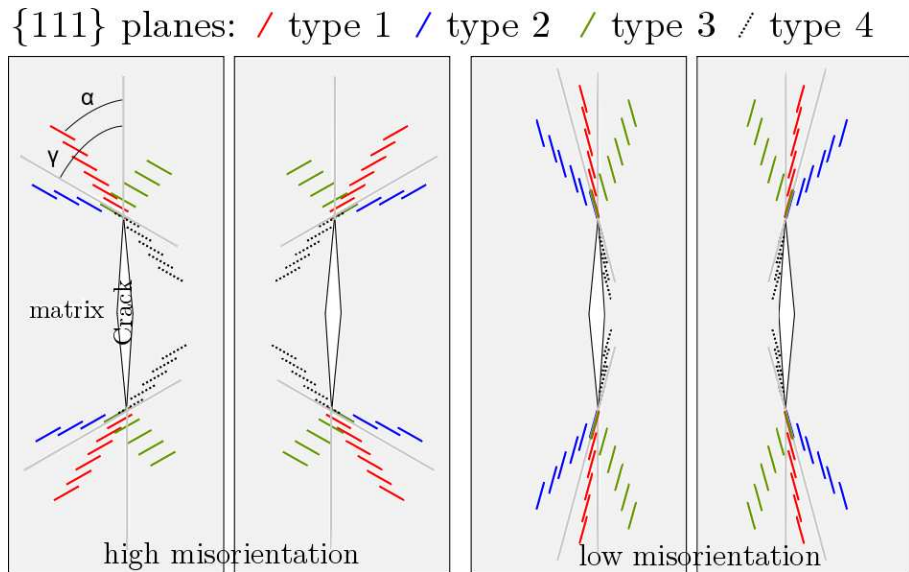 {111} planes: / type 1 / type 2 / type 3 ⋰ type 4
α
γ
matrix
Crack
high misorientation
low misorientation